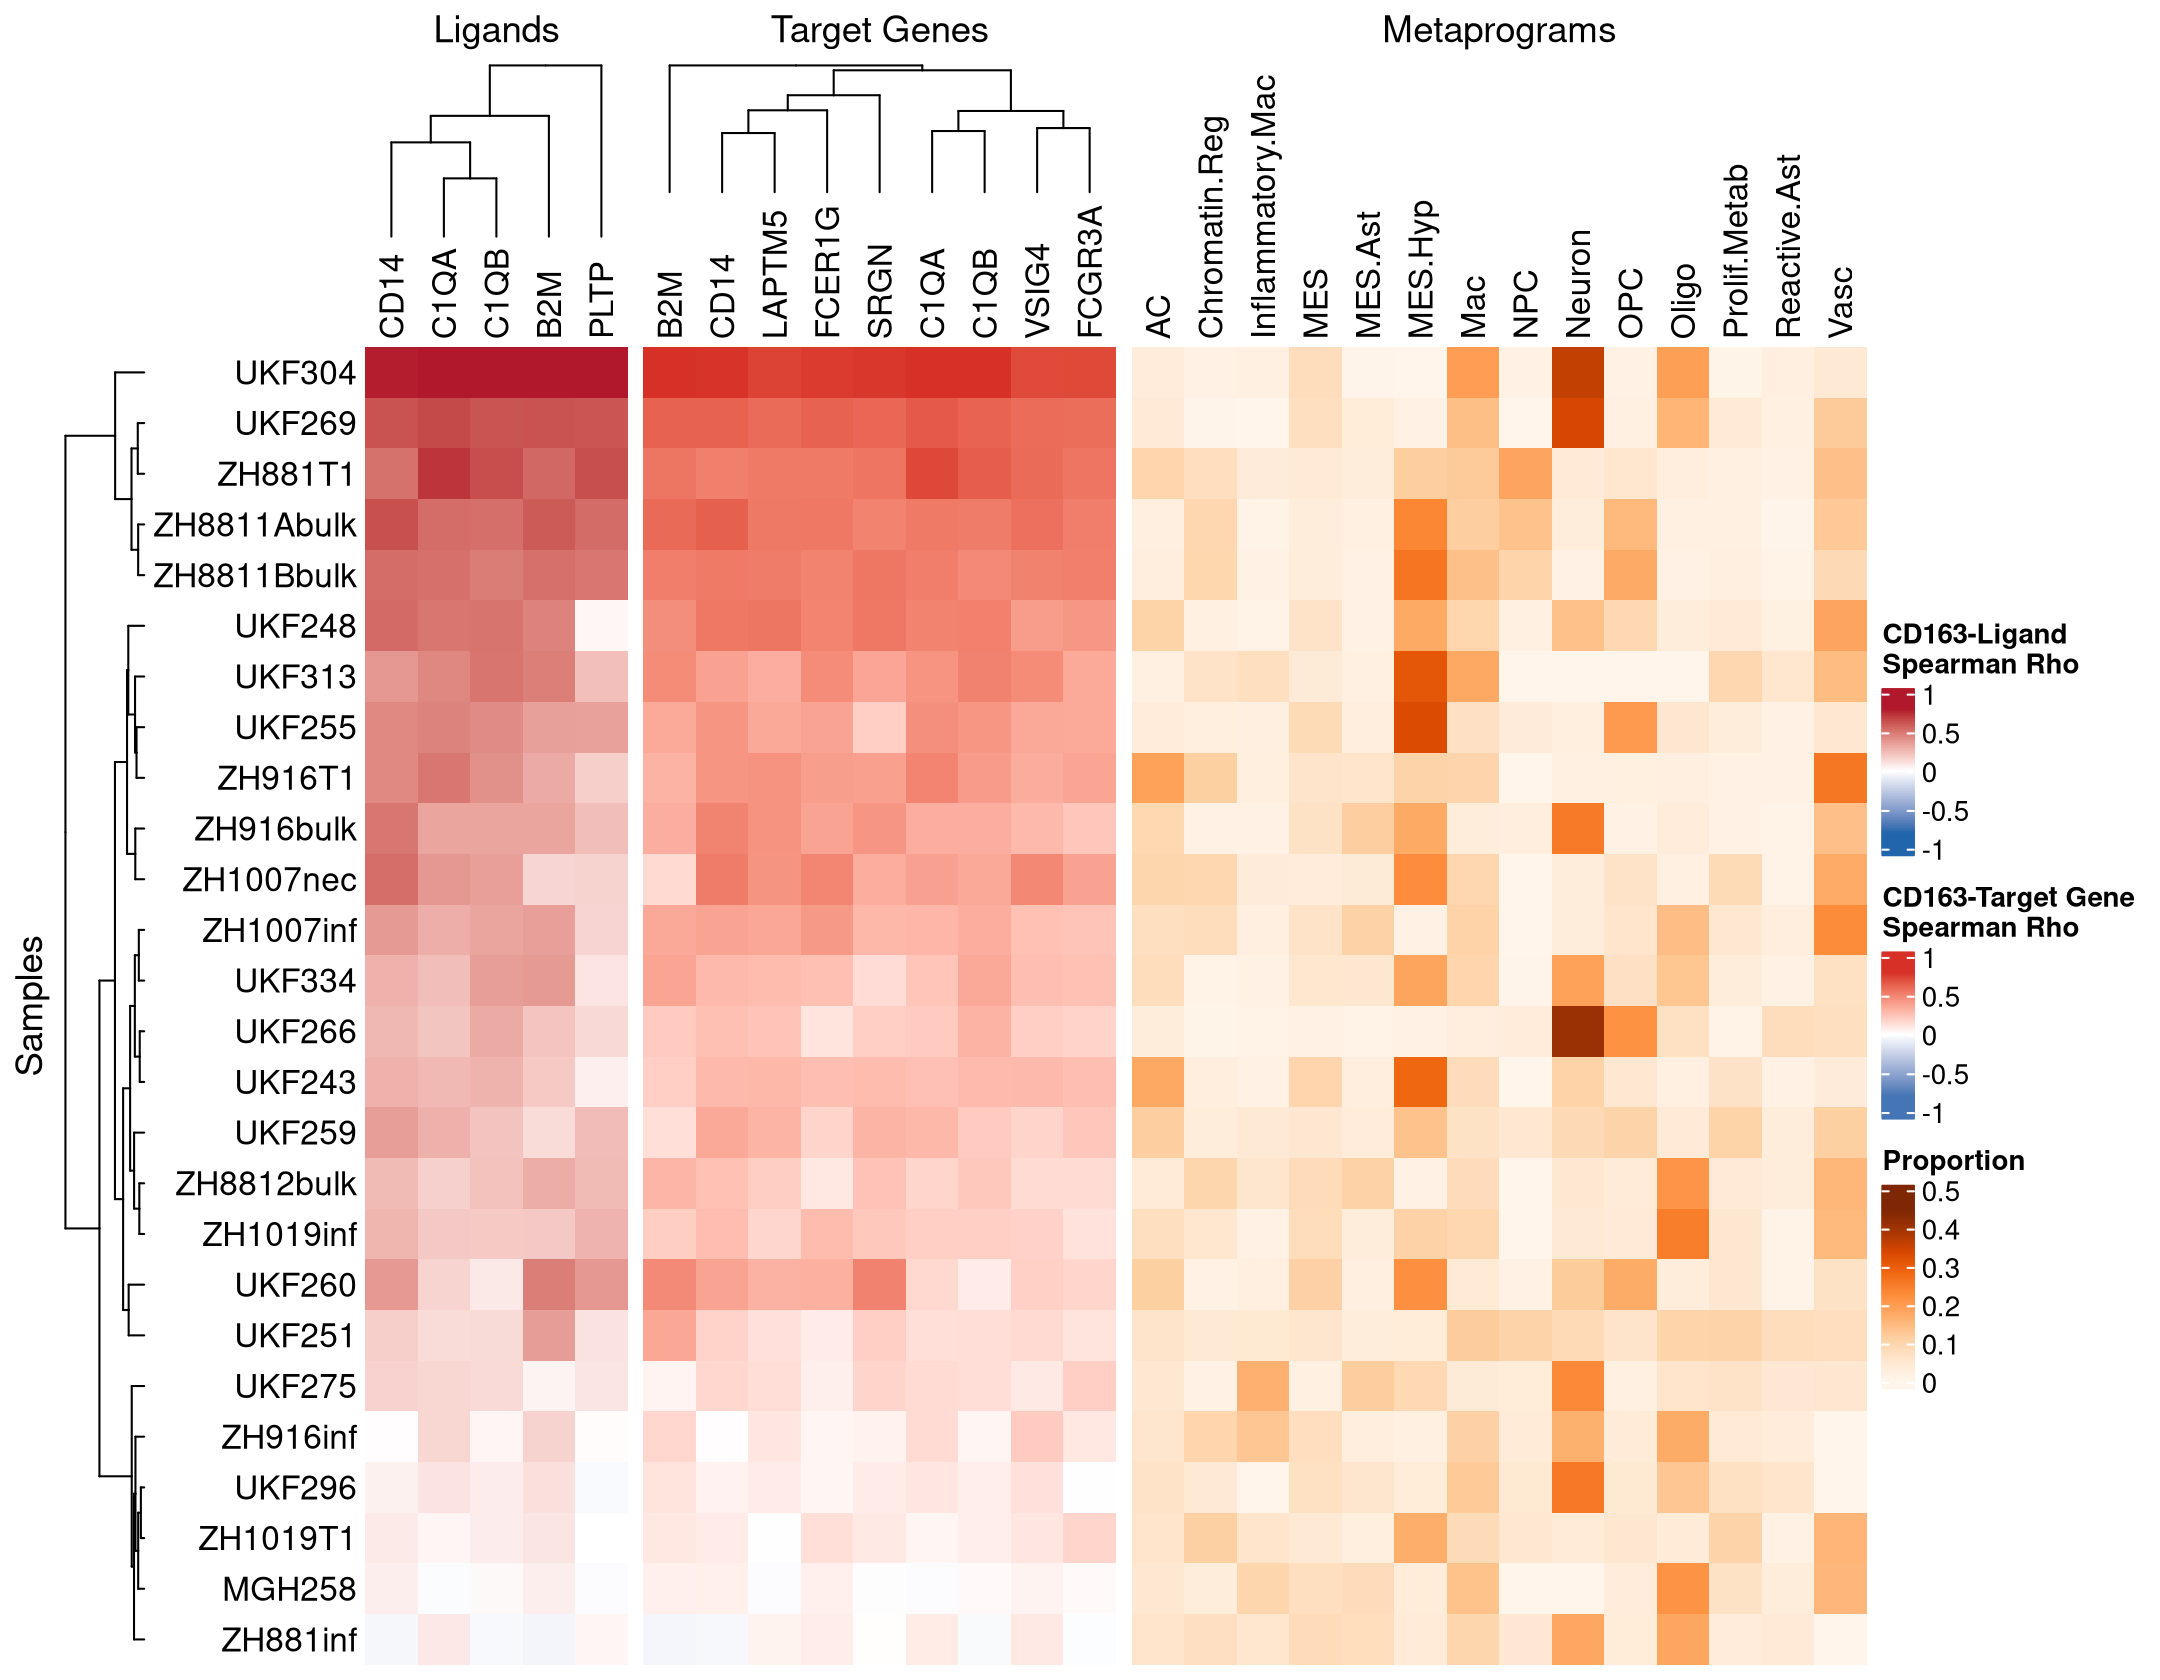 Ligands
Target Genes
Metaprograms
CD14
C1QA
C1QB
B2M
PLTP
B2M
CD14
LAPTM5
FCER1G
SRGN
C1QA
C1QB
VSIG4
FCGR3A
AC
Chromatin.Reg
Inflammatory.Mac
MES
MES.Ast
MES.Hyp
Mac
NPC
Neuron
OPC
Oligo
Prolif.Metab
Reactive.Ast
Vasc
Samples
UKF304
UKF269
ZH881T1
ZH8811Abulk
ZH8811Bbulk
UKF248
UKF313
UKF255
ZH916T1
ZH916bulk
ZH1007nec
ZH1007inf
UKF334
UKF266
UKF243
UKF259
ZH8812bulk
ZH1019inf
UKF260
UKF251
UKF275
ZH916inf
UKF296
ZH1019T1
MGH258
ZH881inf
CD163-Ligand
Spearman Rho
1
0.5
0
-0.5
-1
CD163-Target Gene
Spearman Rho
1
0.5
0
-0.5
-1
Proportion
0.5
0.4
0.3
0.2
0.1
0